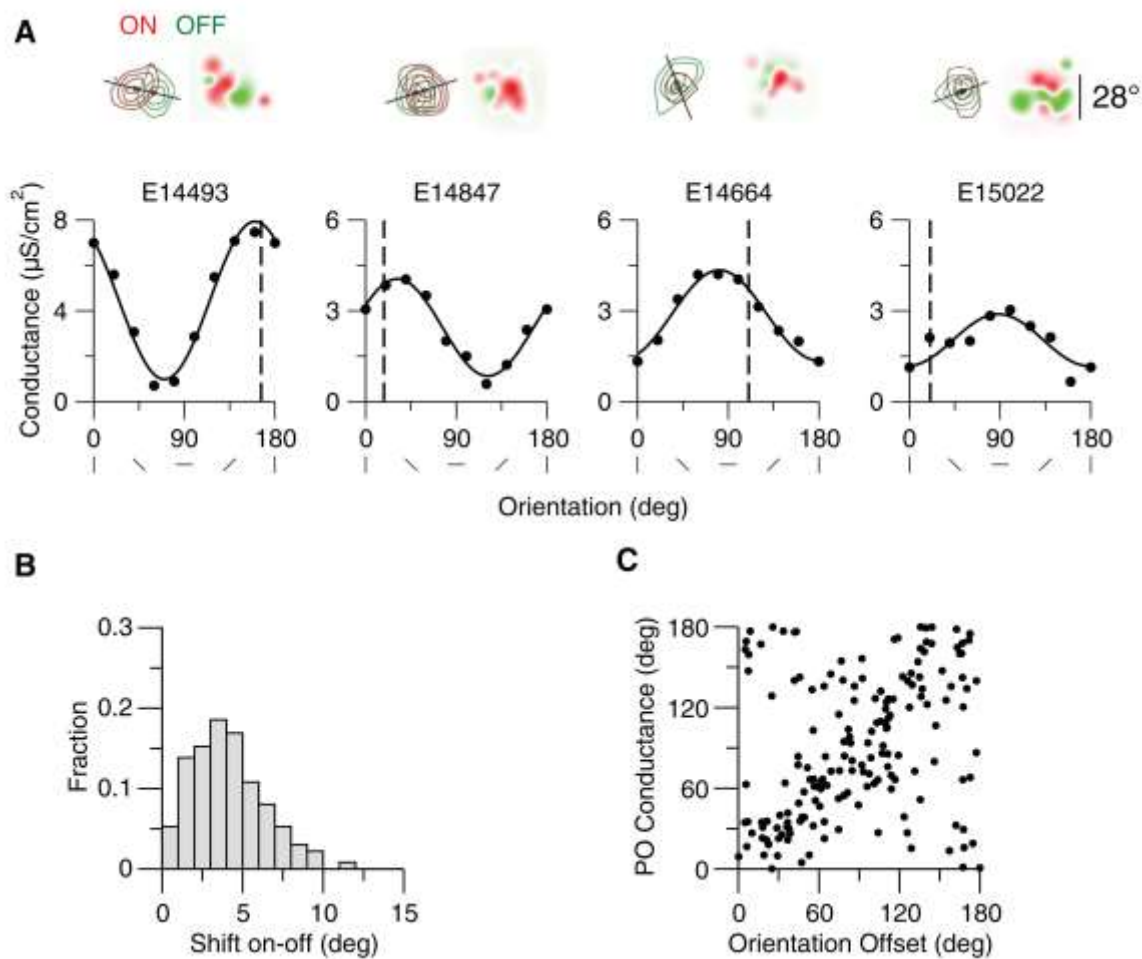 A
ON OFF
28°
E14493 E14847 E14664 E15022
Conductance (µS/cm²)
8 6 6 6
4 3 3 3
0 0 0 0
0 90 180 0 90 180 0 90 180 0 90 180
Orientation (deg)
B
0.3
0.2
0.1
0
Fraction
0 5 10 15
Shift on-off (deg)
C
180
120
60
0
PO Conductance (deg)
0 60 120 180
Orientation Offset (deg)